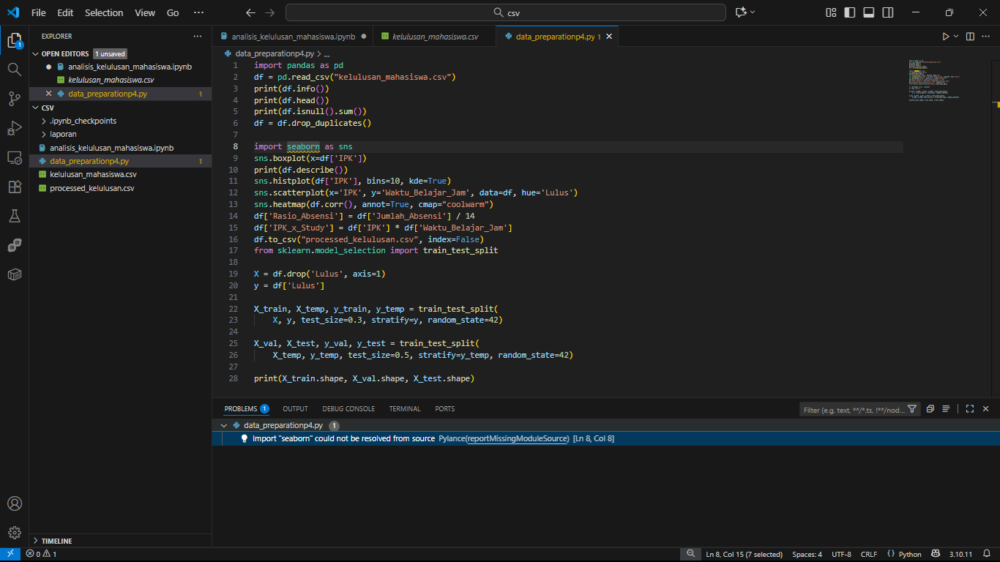 File Edit Selection View Go ··· csv
EXPLORER ···
OPEN EDITORS 1 unsaved
analisis_kelulusan_mahasiswa.ipynb
kelulusan_mahasiswa.csv
data_preparationp4.py 1
CSV
.ipynb_checkpoints
laporan
analisis_kelulusan_mahasiswa.ipynb
data_preparationp4.py 1
kelulusan_mahasiswa.csv
processed_kelulusan.csv
TIMELINE
1
analisis_kelulusan_mahasiswa.ipynb kelulusan_mahasiswa.csv data_preparationp4.py 1
data_preparationp4.py > ...
1 import pandas as pd
2 df = pd.read_csv("kelulusan_mahasiswa.csv")
3 print(df.info())
4 print(df.head())
5 print(df.isnull().sum())
6 df = df.drop_duplicates()
7
8 import seaborn as sns
9 sns.boxplot(x=df['IPK'])
10 print(df.describe())
11 sns.histplot(df['IPK'], bins=10, kde=True)
12 sns.scatterplot(x='IPK', y='Waktu_Belajar_Jam', data=df, hue='Lulus')
13 sns.heatmap(df.corr(), annot=True, cmap="coolwarm")
14 df['Rasio_Absensi'] = df['Jumlah_Absensi'] / 14
15 df['IPK_x_Study'] = df['IPK'] * df['Waktu_Belajar_Jam']
16 df.to_csv("processed_kelulusan.csv", index=False)
17 from sklearn.model_selection import train_test_split
18
19 X = df.drop('Lulus', axis=1)
20 y = df['Lulus']
21
22 X_train, X_temp, y_train, y_temp = train_test_split(
23     X, y, test_size=0.3, stratify=y, random_state=42)
24
25 X_val, X_test, y_val, y_test = train_test_split(
26     X_temp, y_temp, test_size=0.5, stratify=y_temp, random_state=42)
27
28 print(X_train.shape, X_val.shape, X_test.shape)
PROBLEMS 1 OUTPUT DEBUG CONSOLE TERMINAL PORTS Filter (e.g. text, **/*.ts, !**/nod...
data_preparationp4.py 1
Import "seaborn" could not be resolved from source Pylance(reportMissingModuleSource) [Ln 8, Col 8]
0 1 Ln 8, Col 15 (7 selected) Spaces: 4 UTF-8 CRLF {} Python 3.10.11